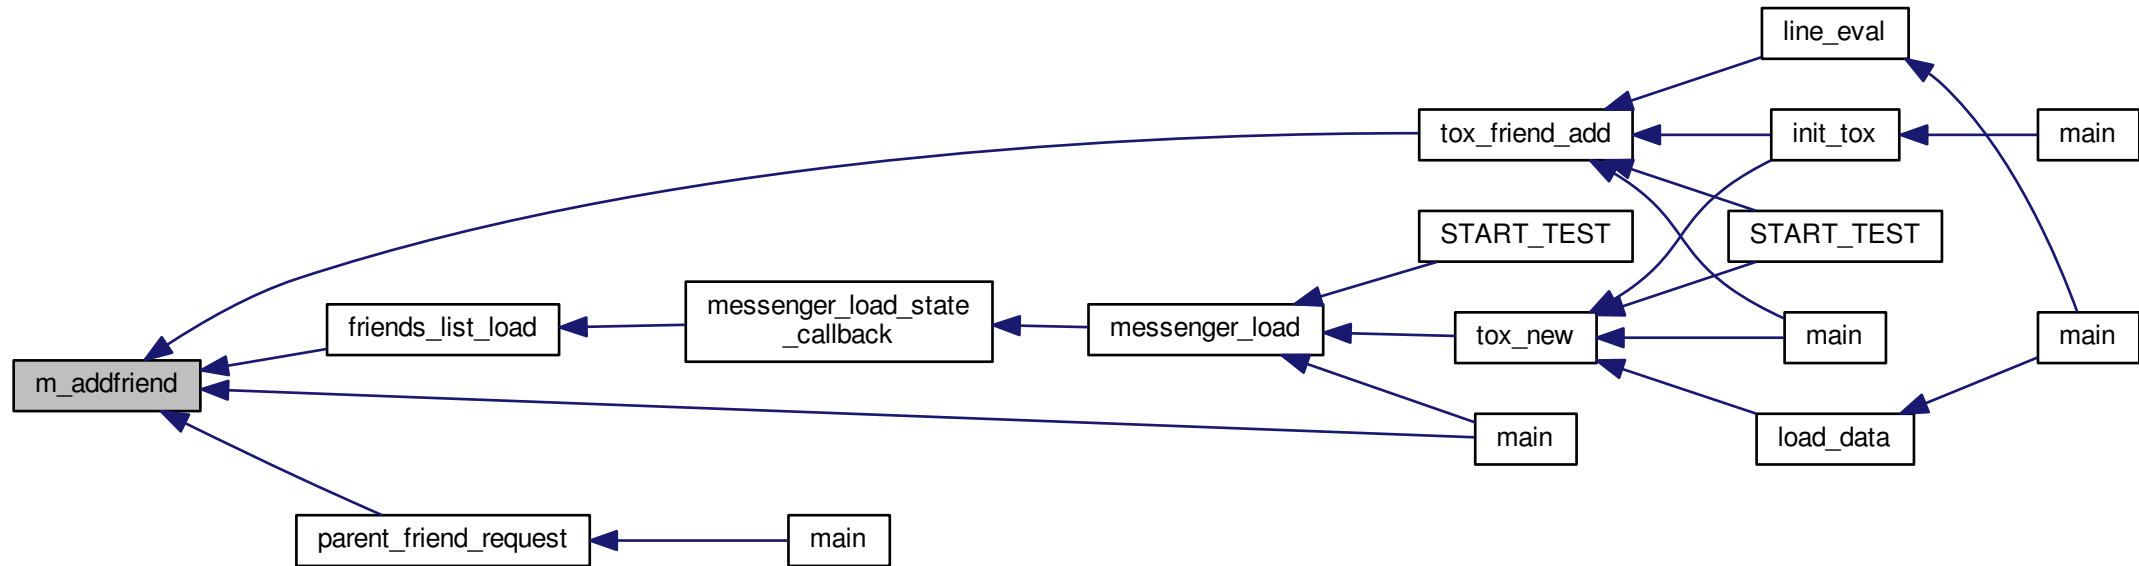 line_eval
tox_friend_add
init_tox
main
START_TEST
START_TEST
messenger_load_state
_callback
friends_list_load
messenger_load
tox_new
main
main
m_addfriend
main
load_data
parent_friend_request
main